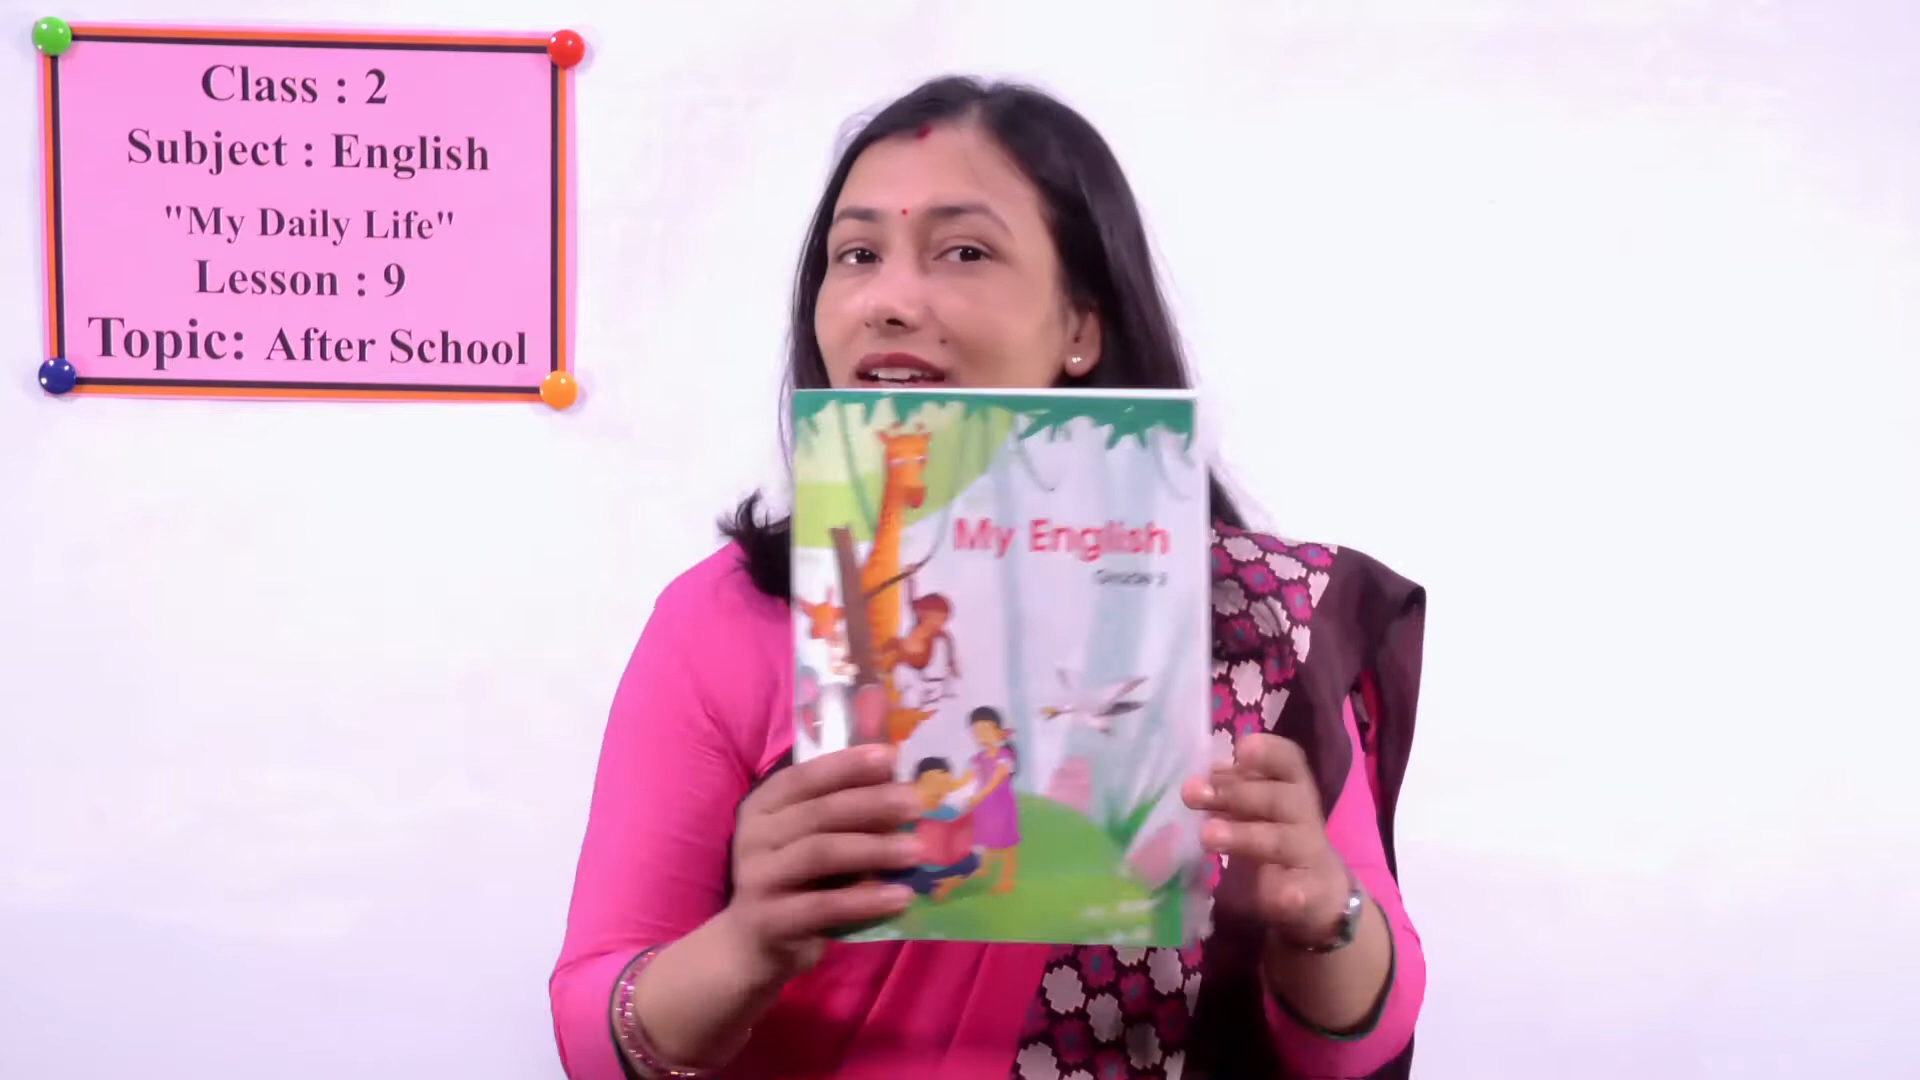 Class : 2
Subject : English
"My Daily Life"
Lesson : 9
Topic: After School
My English